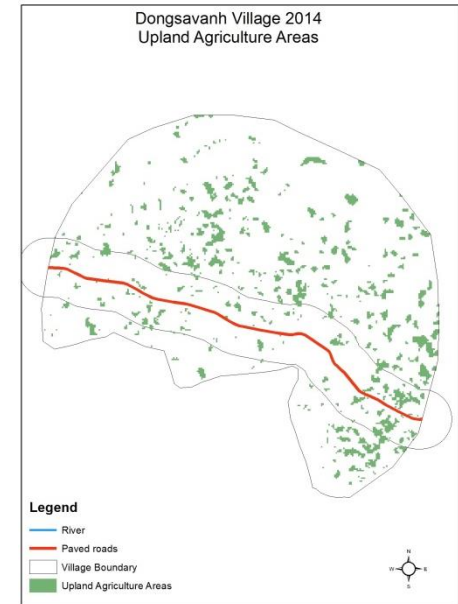 Dongsavanh Village 2014
Upland Agriculture Areas
Legend
River
Paved roads
Village Boundary
Upland Agriculture Areas
N
W
E
S